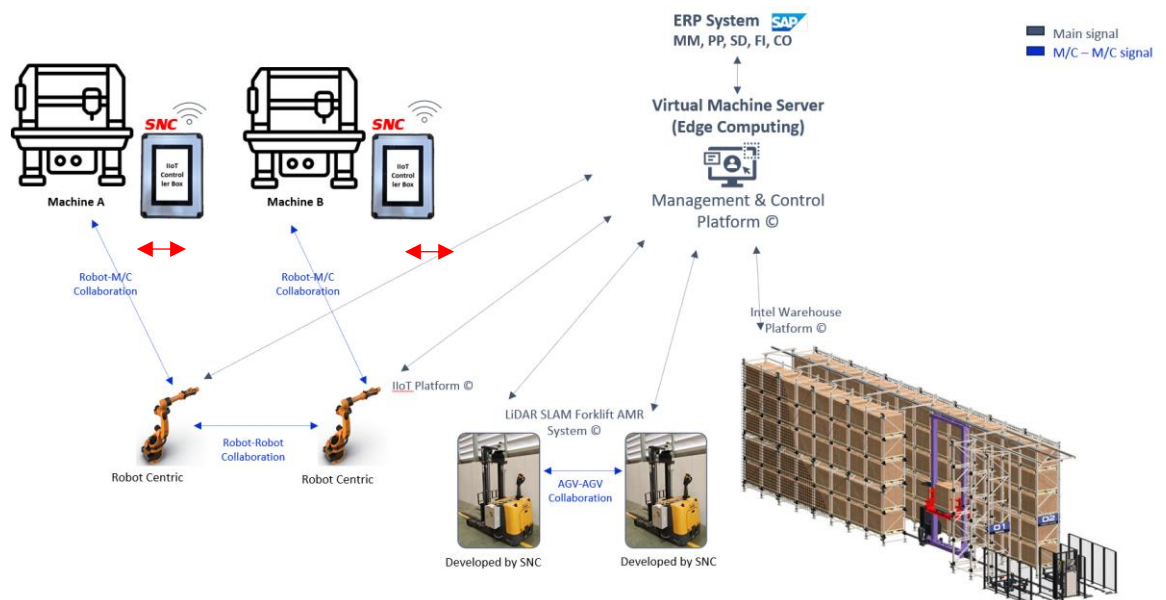 ERP System SAP
MM, PP, SD, FI, CO
Main signal
M/C – M/C signal
Virtual Machine Server
(Edge Computing)
Management & Control
Platform ©
SNC
IIoT
Control
ler Box
Machine A
SNC
IIoT
Control
ler Box
Machine B
Robot-M/C
Collaboration
Robot-M/C
Collaboration
Intel Warehouse
Platform ©
IIoT Platform ©
LiDAR SLAM Forklift AMR
System ©
Robot-Robot
Collaboration
Robot Centric
Robot Centric
AGV-AGV
Collaboration
Developed by SNC
Developed by SNC
D1
D2